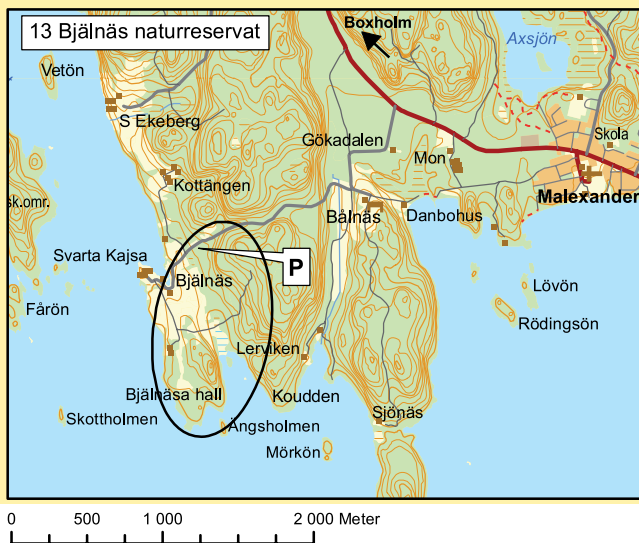 13 Bjälnäs naturreservat
Boxholm
Axsjön
Vetön
S Ekeberg
Gökadalen
Skola
Mon
Kottängen
Malexander
sk.omr.
Bålnäs
Danbohus
Svarta Kajsa
P
Bjälnäs
Lövön
Fårön
Rödingsön
Lerviken
Bjälnäsa hall
Koudden
Skottholmen
Ängsholmen
Sjönäs
Mörkön
0 500 1 000 2 000 Meter